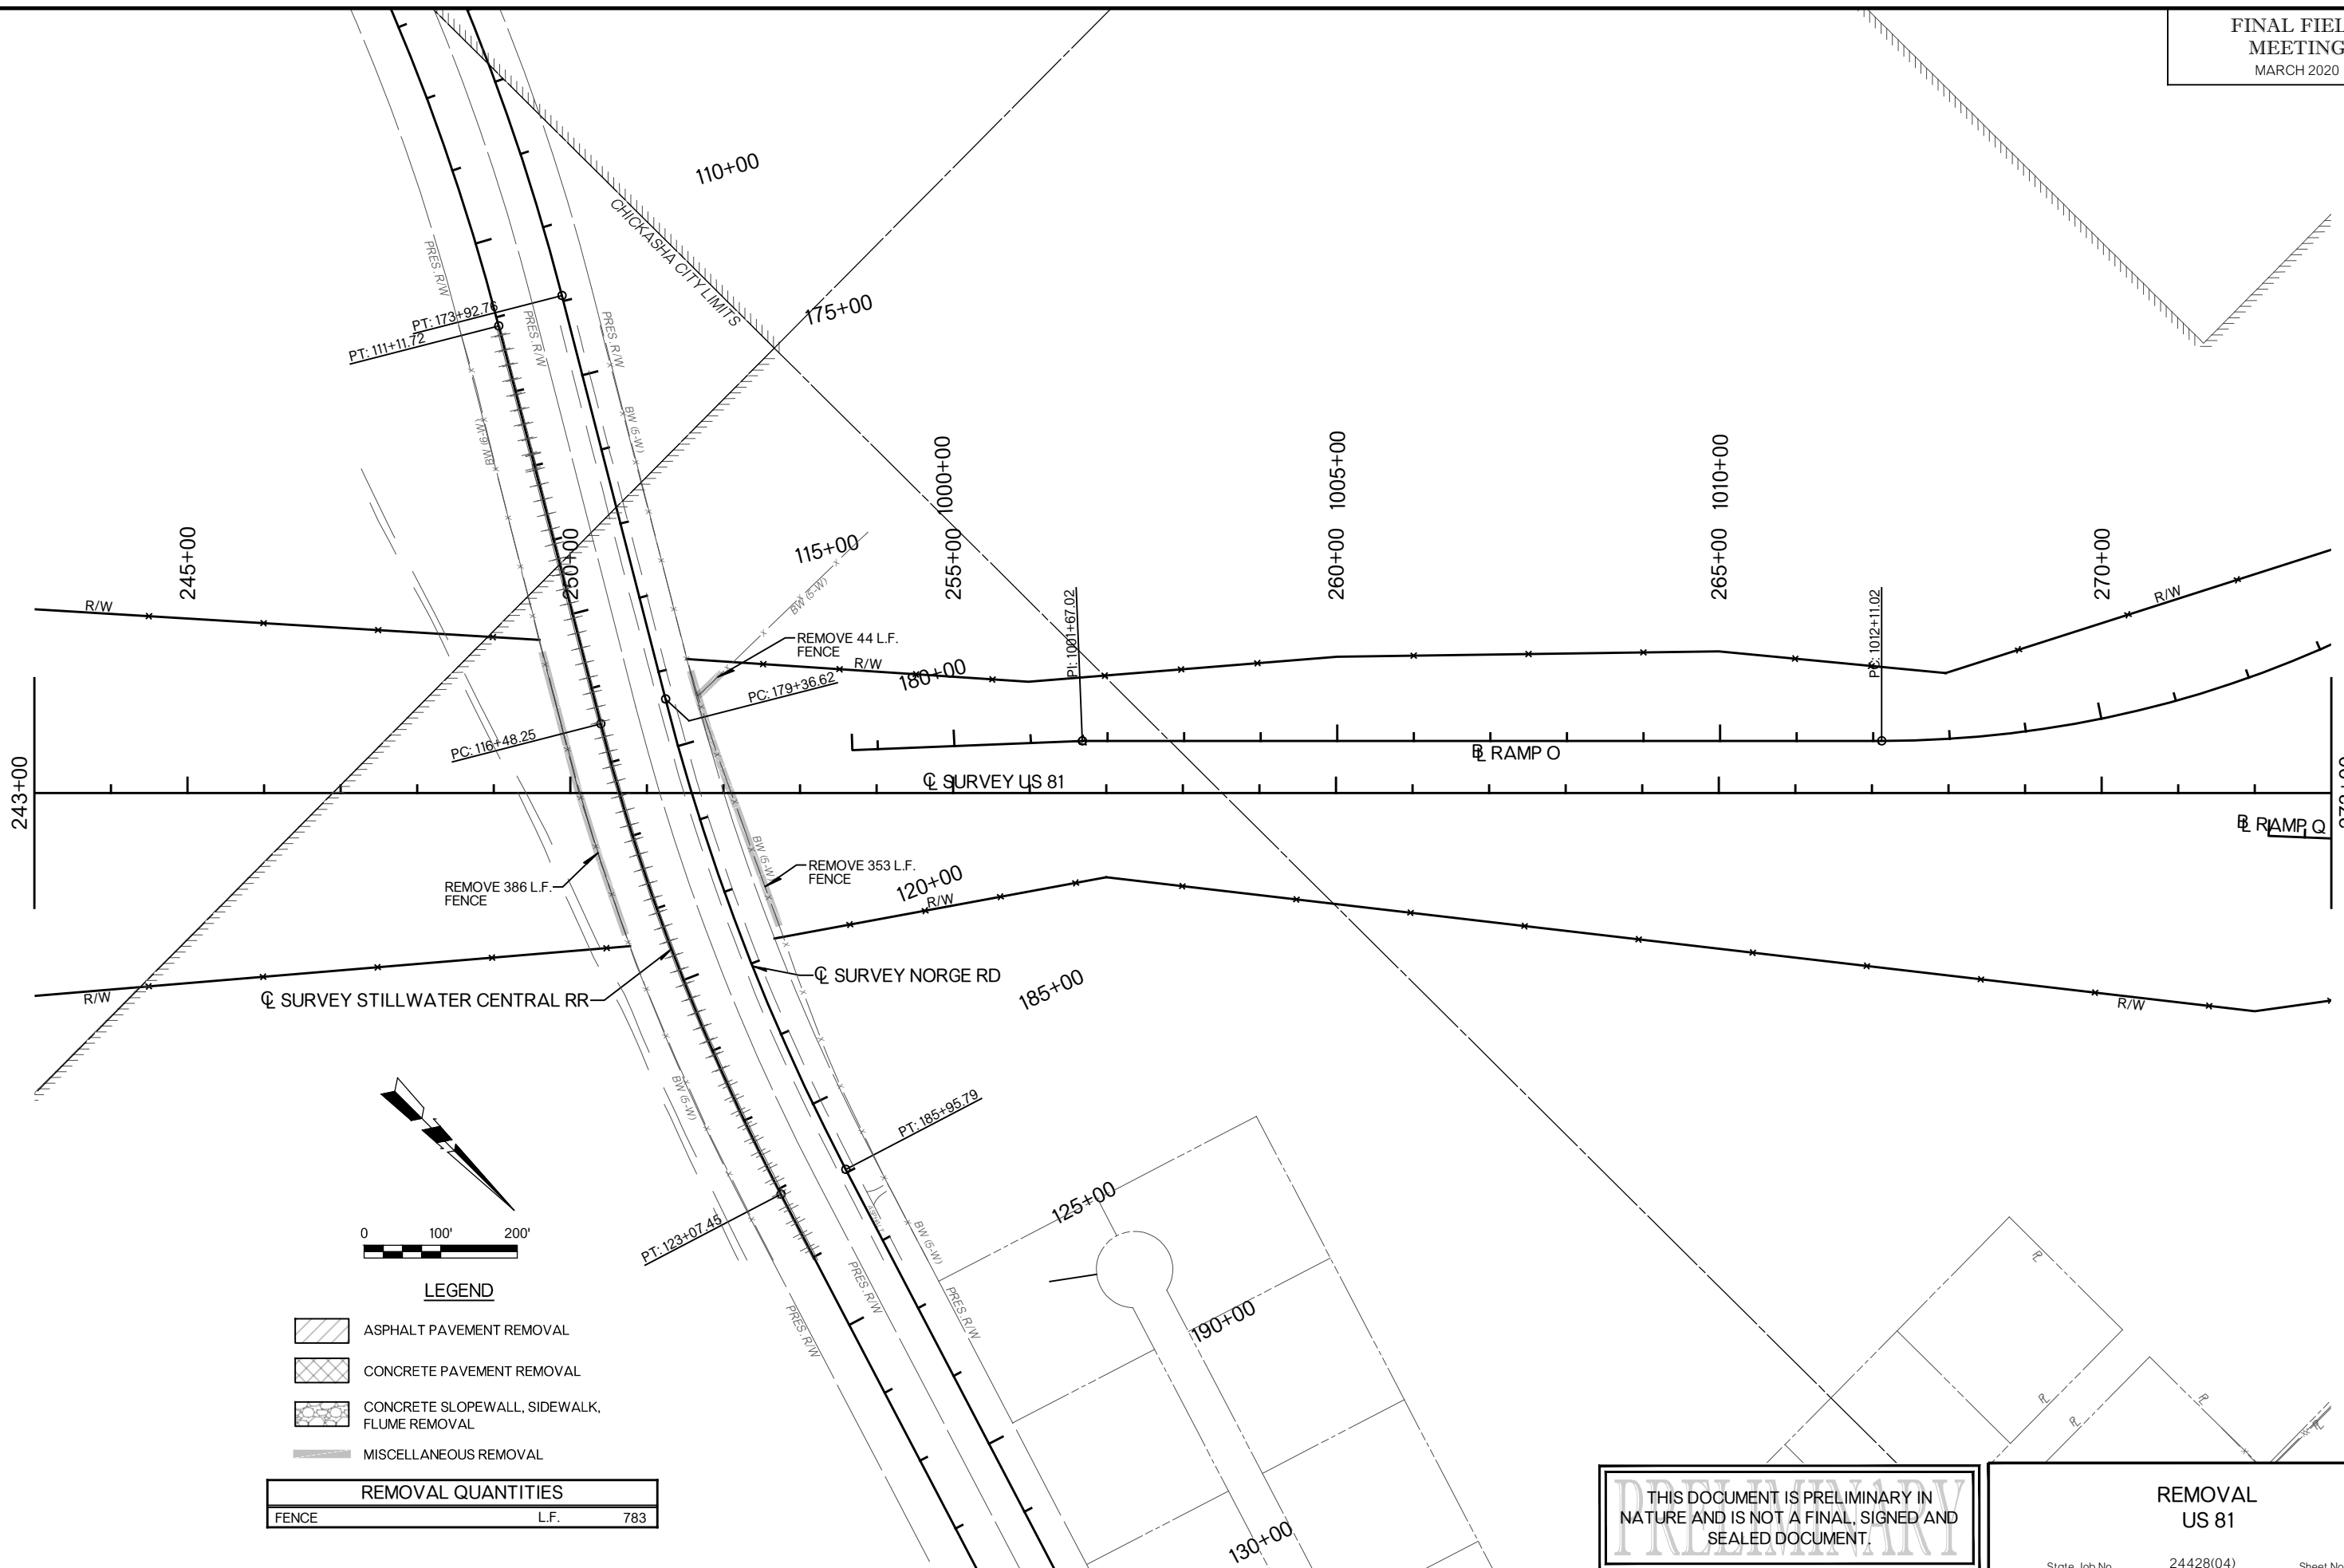 FINAL FIEL
MEETING
MARCH 2020
110+00
CHICKASHA CITY LIMITS
175+00
PRES. R/W
PT: 173+92.76
PT: 111+11.72
PRES. R/W
PRES. R/W
BW (5-W)
BW (6-W)
245+00
250+00
115+00
BW (5-W)
255+00
1000+00
260+00
1005+00
265+00
1010+00
270+00
R/W
REMOVE 44 L.F.
FENCE
R/W
180+00
PC: 179+36.62
PI: 1001+67.02
PC: 1012+11.02
R/W
PC: 116+48.25
RAMP O
SURVEY US 81
243+00
RAMP Q
BW (5-W)
REMOVE 353 L.F.
FENCE
REMOVE 386 L.F.
FENCE
120+00
R/W
SURVEY NORGE RD
R/W
SURVEY STILLWATER CENTRAL RR
185+00
R/W
BW (5-W)
PT: 185+95.79
PT: 123+07.45
125+00
BW (5-W)
PRES. R/W
PRES. R/W
PRES. R/W
190+00
130+00
0 100' 200'
LEGEND
ASPHALT PAVEMENT REMOVAL
CONCRETE PAVEMENT REMOVAL
CONCRETE SLOPEWALL, SIDEWALK,
FLUME REMOVAL
MISCELLANEOUS REMOVAL
REMOVAL QUANTITIES
FENCE L.F. 783
PRELIMINARY
THIS DOCUMENT IS PRELIMINARY IN
NATURE AND IS NOT A FINAL, SIGNED AND
SEALED DOCUMENT.
REMOVAL
US 81
State Job No. 24428(04) Sheet No